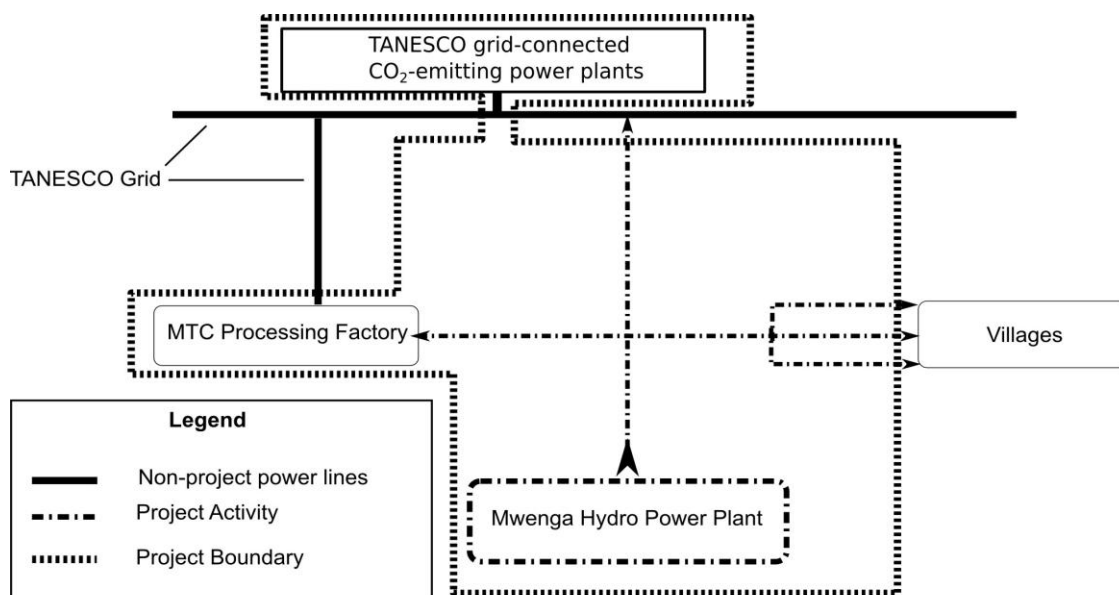 TANESCO grid-connected
CO₂-emitting power plants
TANESCO Grid
MTC Processing Factory
Villages
Legend
Non-project power lines
Project Activity
Project Boundary
Mwenga Hydro Power Plant